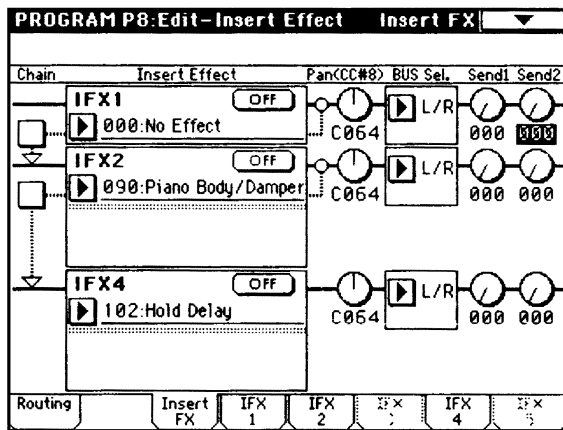 PROGRAM P8:Edit-Insert Effect Insert FX
Chain Insert Effect Pan(CC#8) BUS Sel. Send1 Send2
IFX1 OFF
000:No Effect L/R
C064 000 000
IFX2 OFF
090:Piano Body/Damper L/R
C064 000 000
IFX4 OFF
102:Hold Delay L/R
C064 000 000
Routing Insert FX IFX 1 IFX 2 IFX IFX 4 IFX